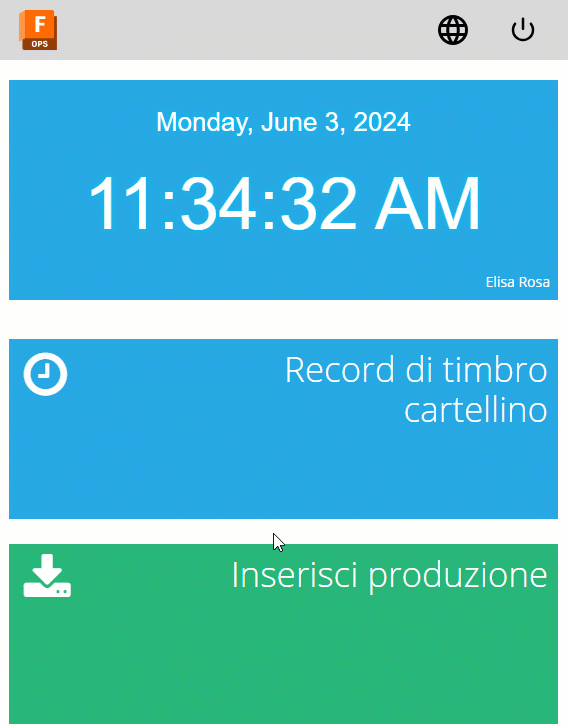 F
OPS
Monday, June 3, 2024
11:34:32 AM
Elisa Rosa
Record di timbro
cartellino
Inserisci produzione